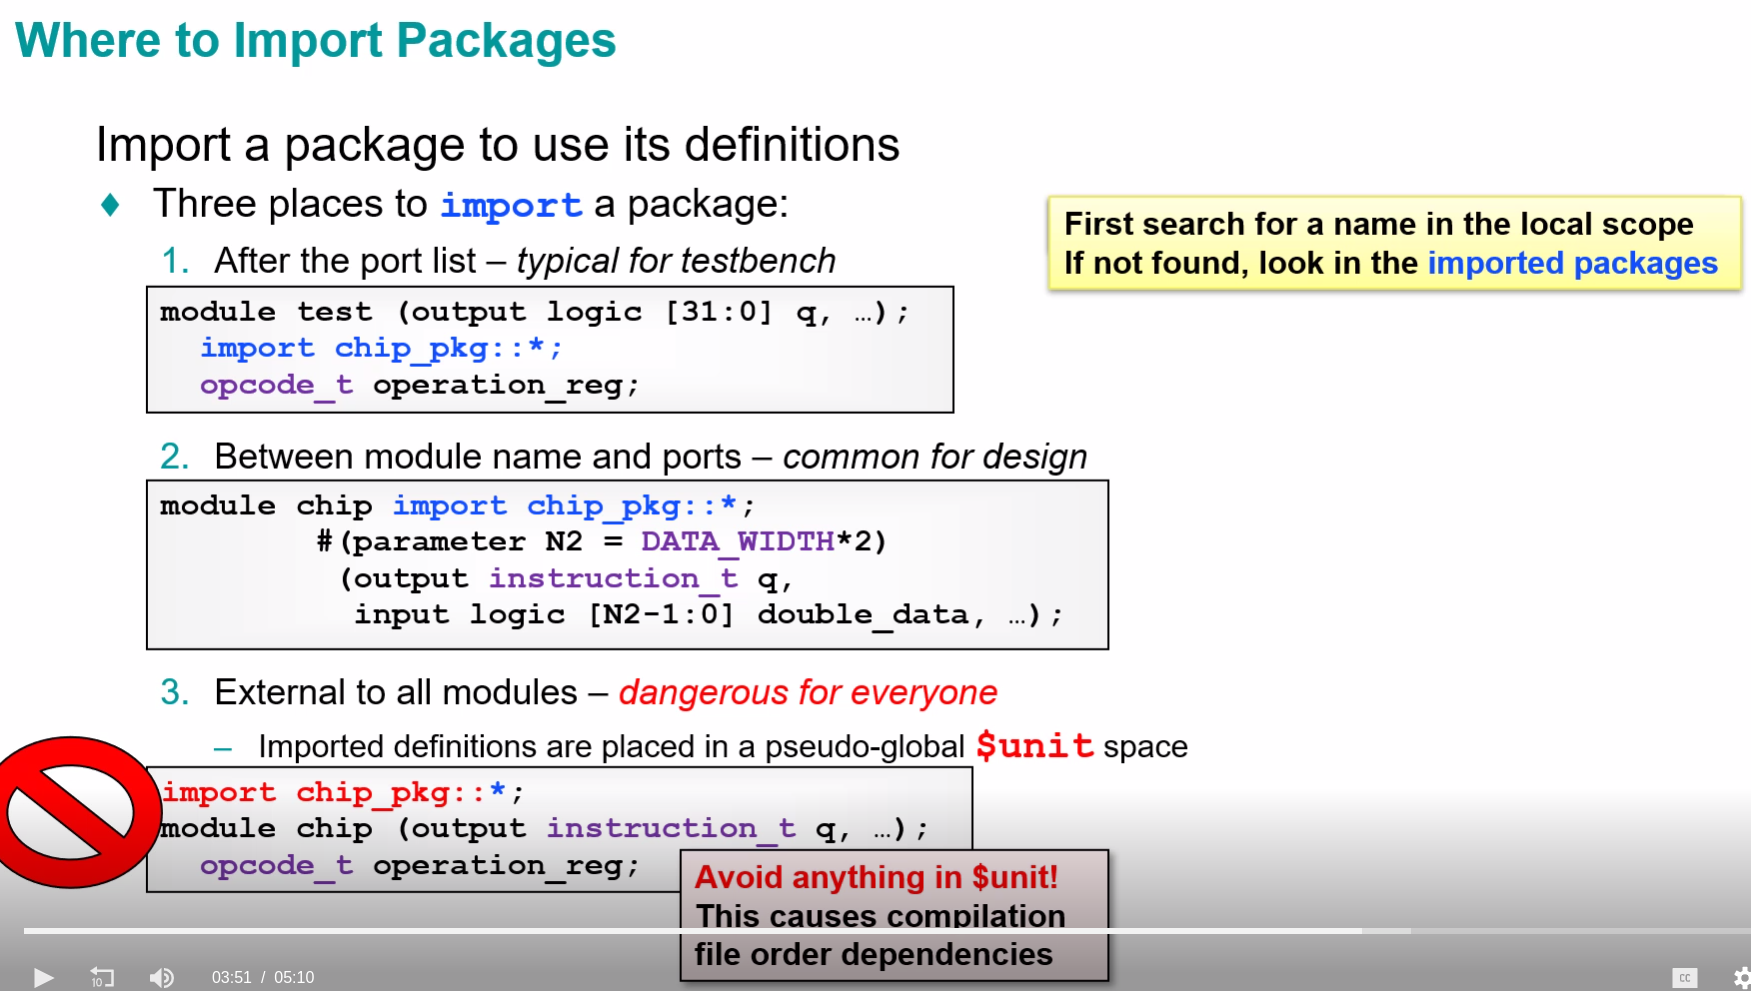 Where to Import Packages
Import a package to use its definitions
♦ Three places to import a package:
First search for a name in the local scope
If not found, look in the imported packages
1. After the port list – typical for testbench
module test (output logic [31:0] q, …);
import chip_pkg::*;
opcode_t operation_reg;
2. Between module name and ports – common for design
module chip import chip_pkg::*;
#(parameter N2 = DATA_WIDTH*2)
(output instruction_t q,
input logic [N2-1:0] double_data, …);
3. External to all modules – dangerous for everyone
– Imported definitions are placed in a pseudo-global $unit space
import chip_pkg::*;
module chip (output instruction_t q, …);
opcode_t operation_reg;
Avoid anything in $unit!
This causes compilation
file order dependencies
10
03:51 / 05:10
CC